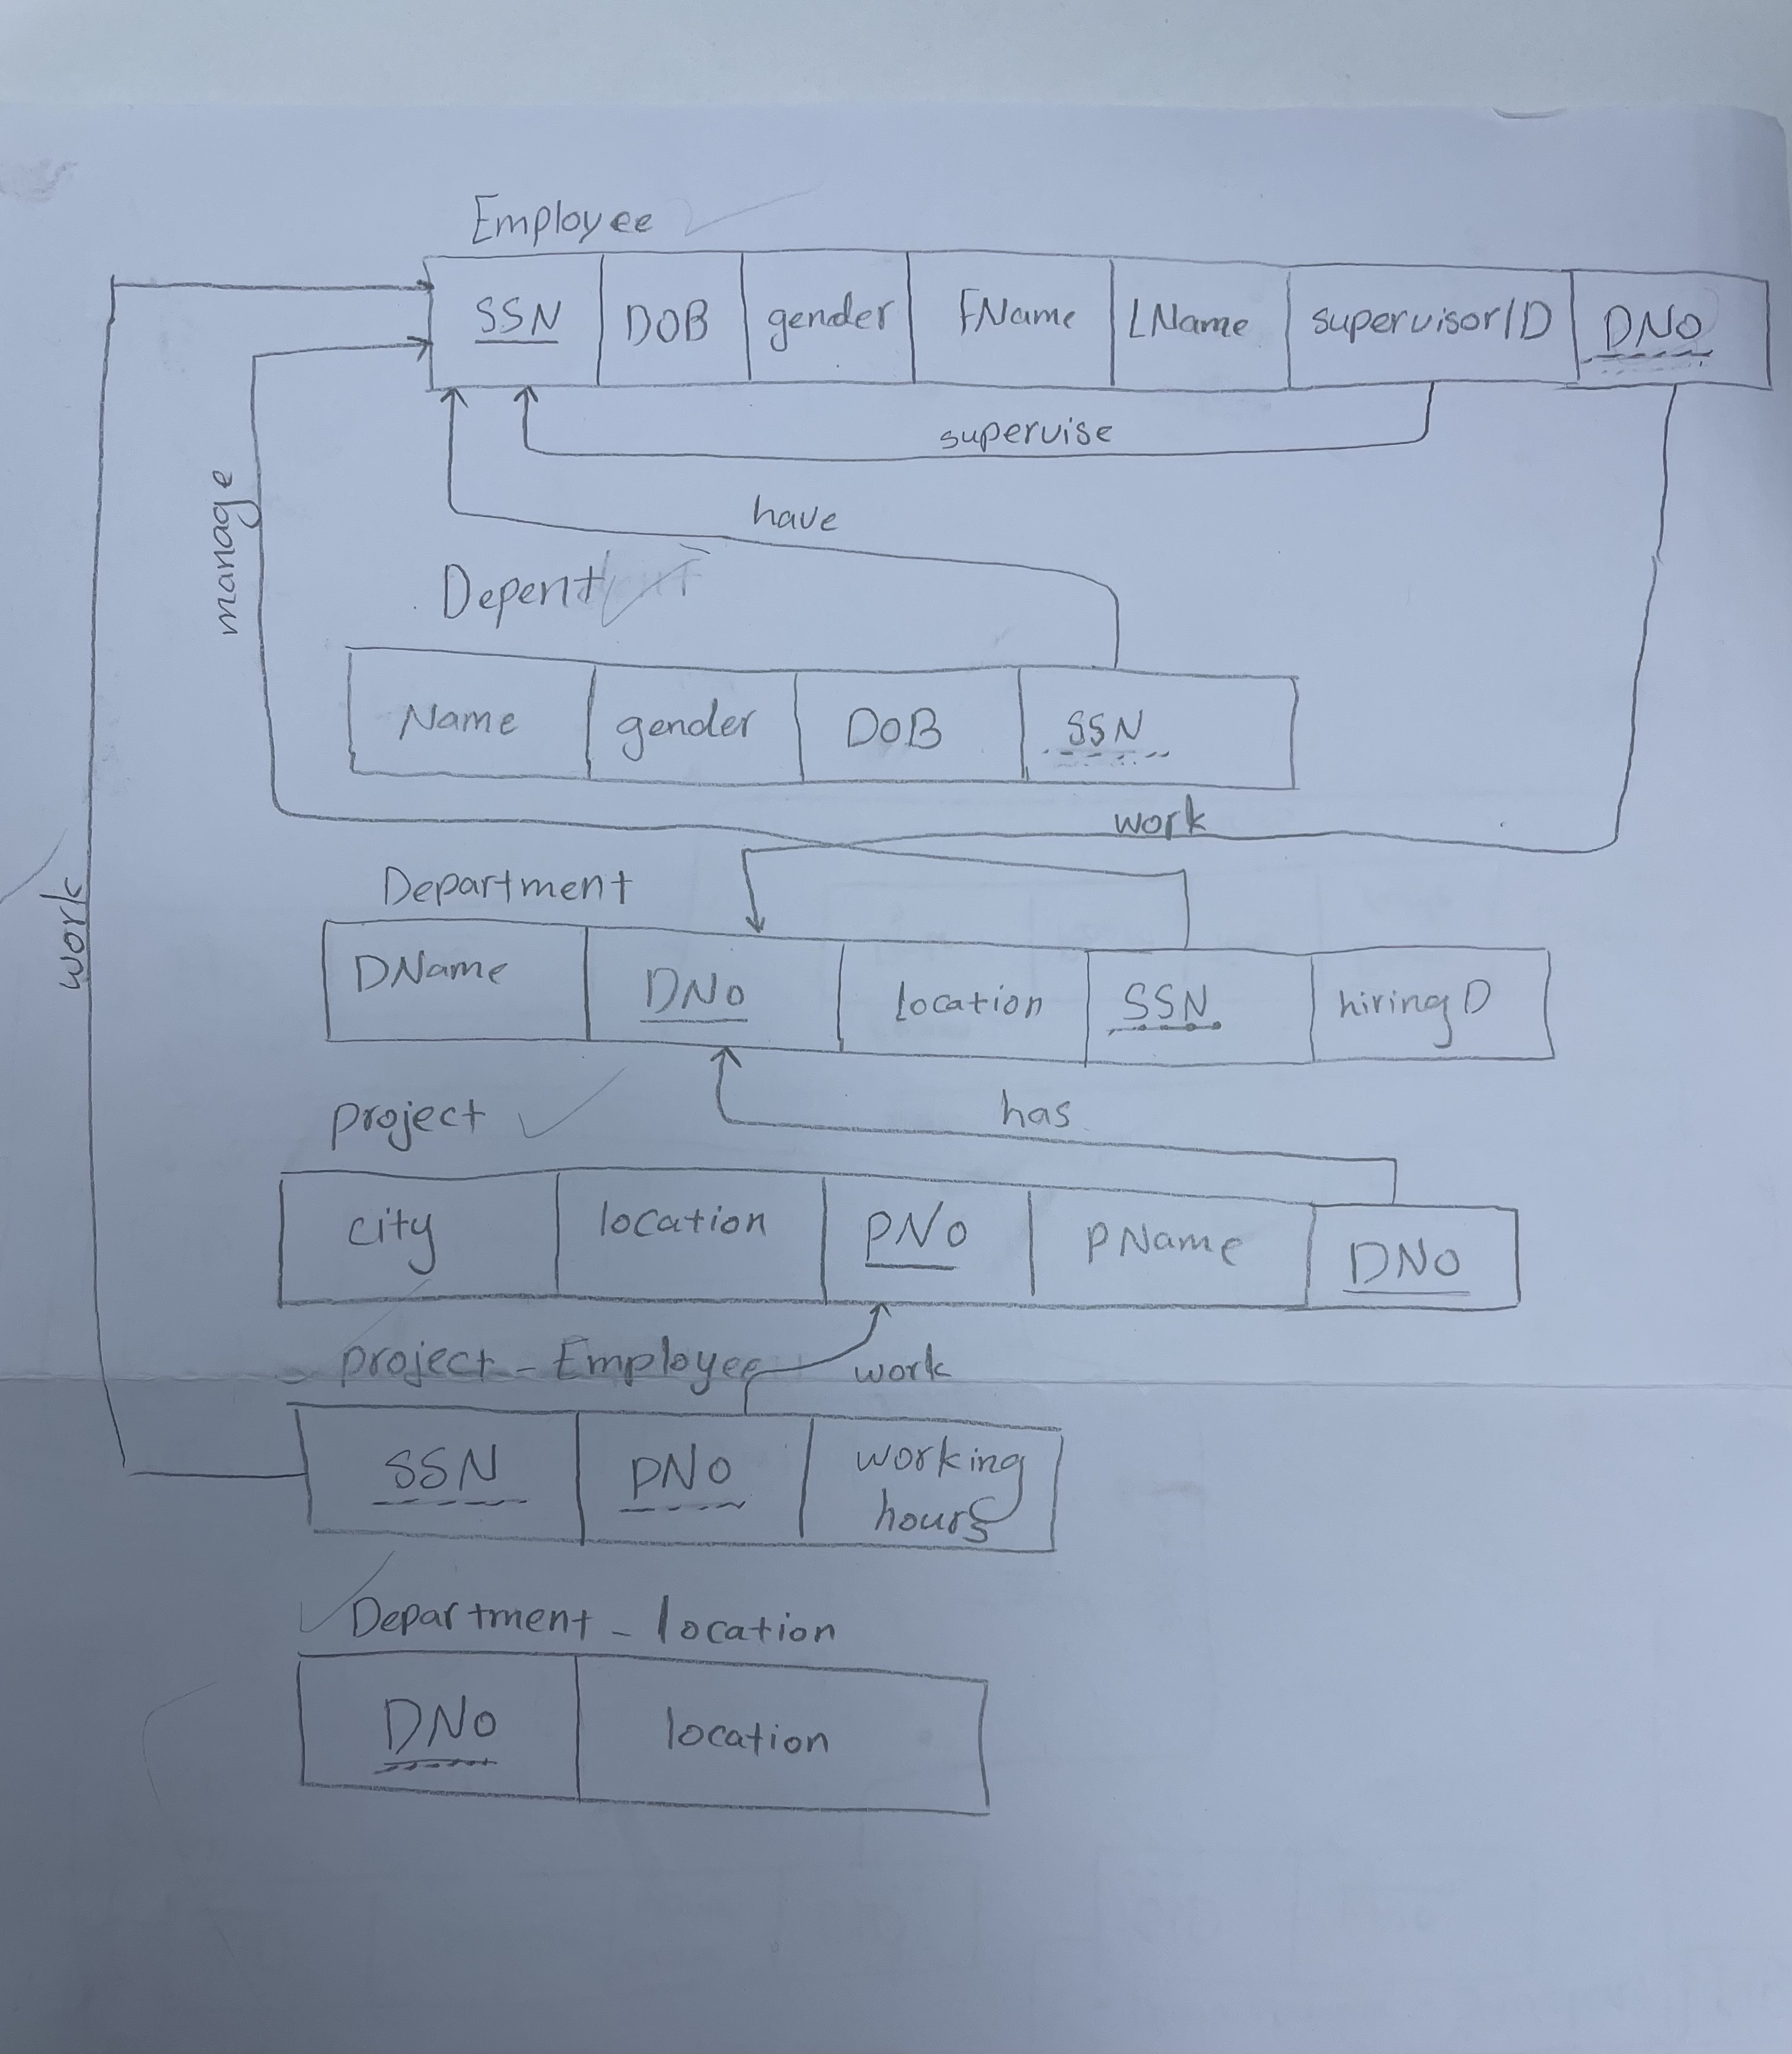 Employee
SSN DOB gender FName LName supervisorID DNo
supervise
have
manage
Depent
Name gender DOB SSN
work
Department
DName DNo location SSN hiringD
work
has
project
city location PNo PName DNo
project - Employee work
SSN PNo working hours
Department - location
DNo location